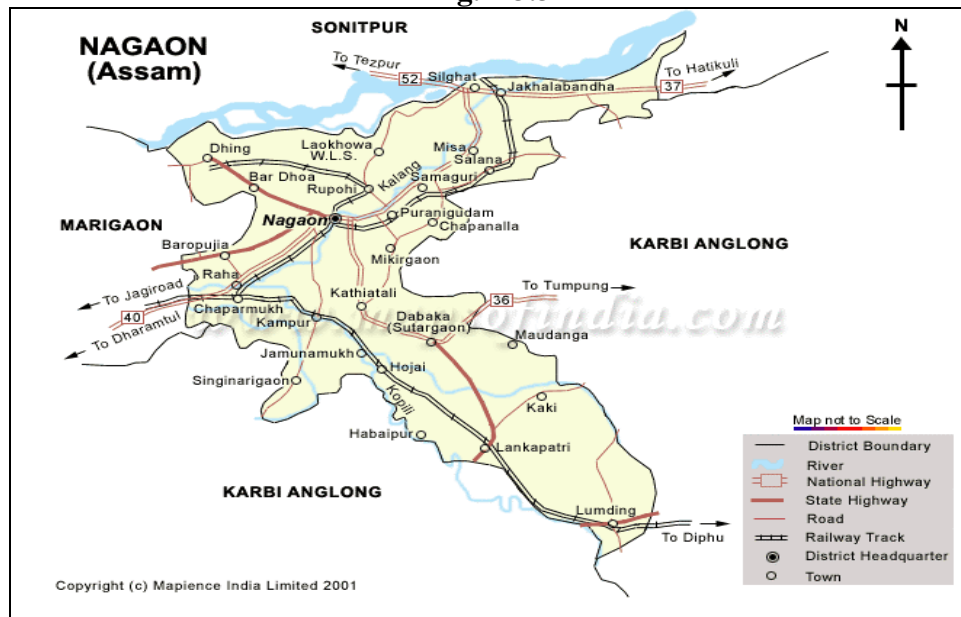 SONITPUR
NAGAON
(Assam)
N
To Tezpur
52
Silghat
To Hatikuli
37
Jakhalabandha
Dhing
Laokhowa
W.L.S.
Misa
Salana
Bar Dhoa
Rupohi
Kalang
Samaguri
MARIGAON
Nagaon
Puranigudam
Chapanalla
KARBI ANGLONG
Baropujia
Mikirgaon
Raha
To Jagiroad
Kathiatali
To Tumpung
36
40
Chaparmukh
Kampur
Dabaka
(Sutargaon)
Maudanga
To Dharamtul
Jamunamukh
Hojai
Singinarigaon
Kopili
Kaki
Habaipur
Lankapatri
KARBI ANGLONG
Lumding
To Diphu
Map not to Scale
District Boundary
River
National Highway
State Highway
Road
Railway Track
District Headquarter
Town
Copyright (c) Mapience India Limited 2001